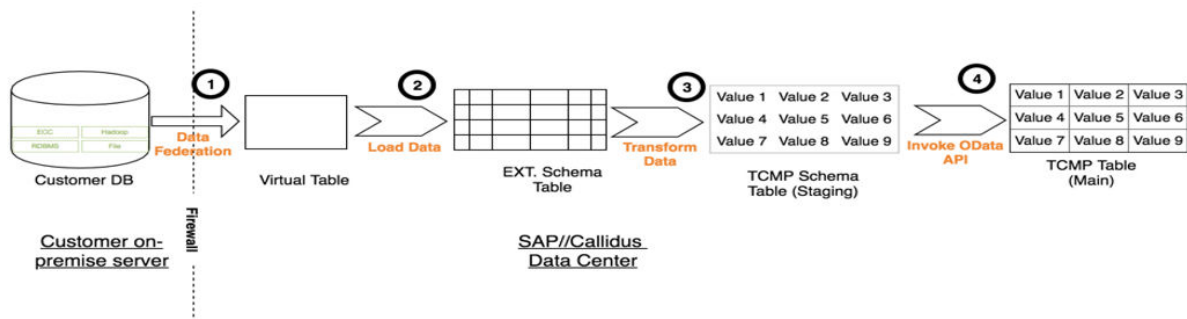 1
2
3
4
ECC
Hadoop
RDBMS
File
Data
Federation
Load Data
Transform
Data
Invoke OData
API
Value 1 Value 2 Value 3
Value 4 Value 5 Value 6
Value 7 Value 8 Value 9
Value 1 Value 2 Value 3
Value 4 Value 5 Value 6
Value 7 Value 8 Value 9
Customer DB
Virtual Table
EXT. Schema
Table
TCMP Schema
Table (Staging)
TCMP Table
(Main)
Firewall
Customer on-
premise server
SAP//Callidus
Data Center